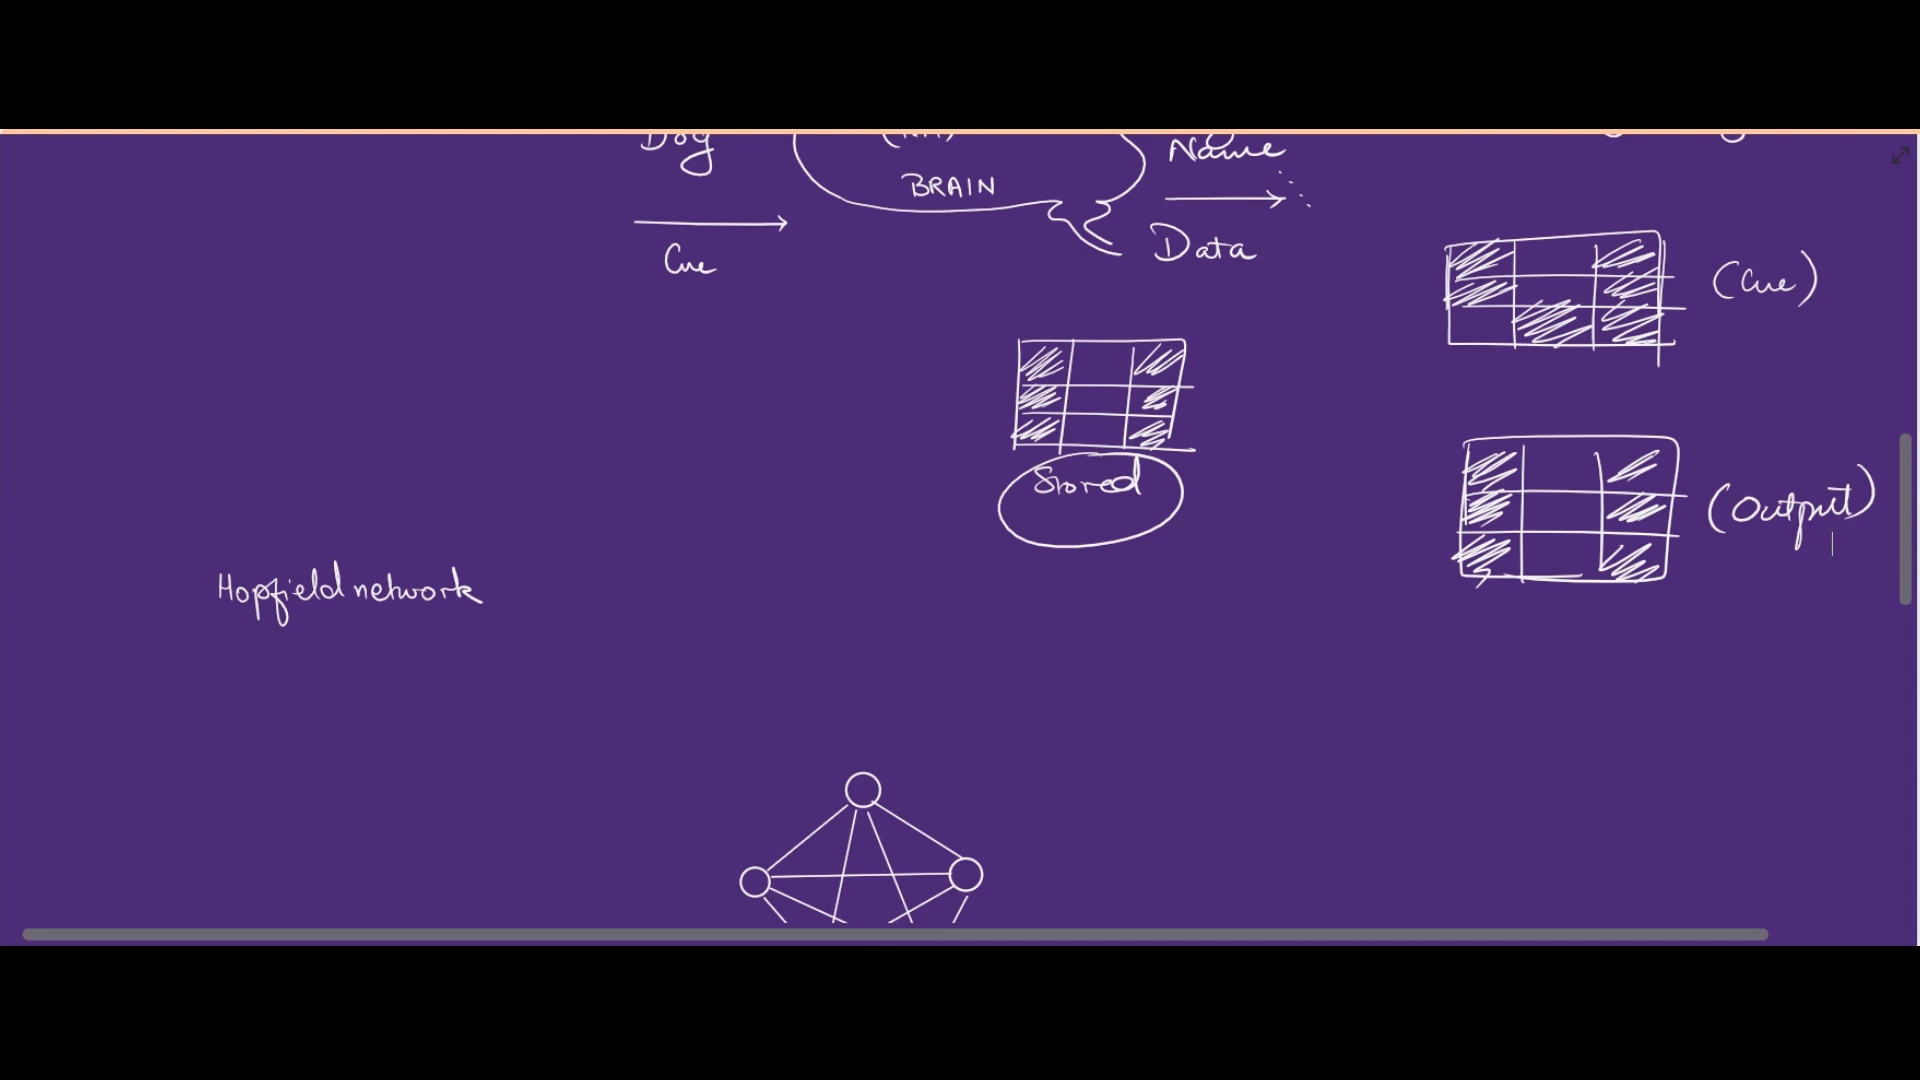 Dog
BRAIN
Name
Cue
Data
(Cue)
Stored
(Output)
Hopfield network